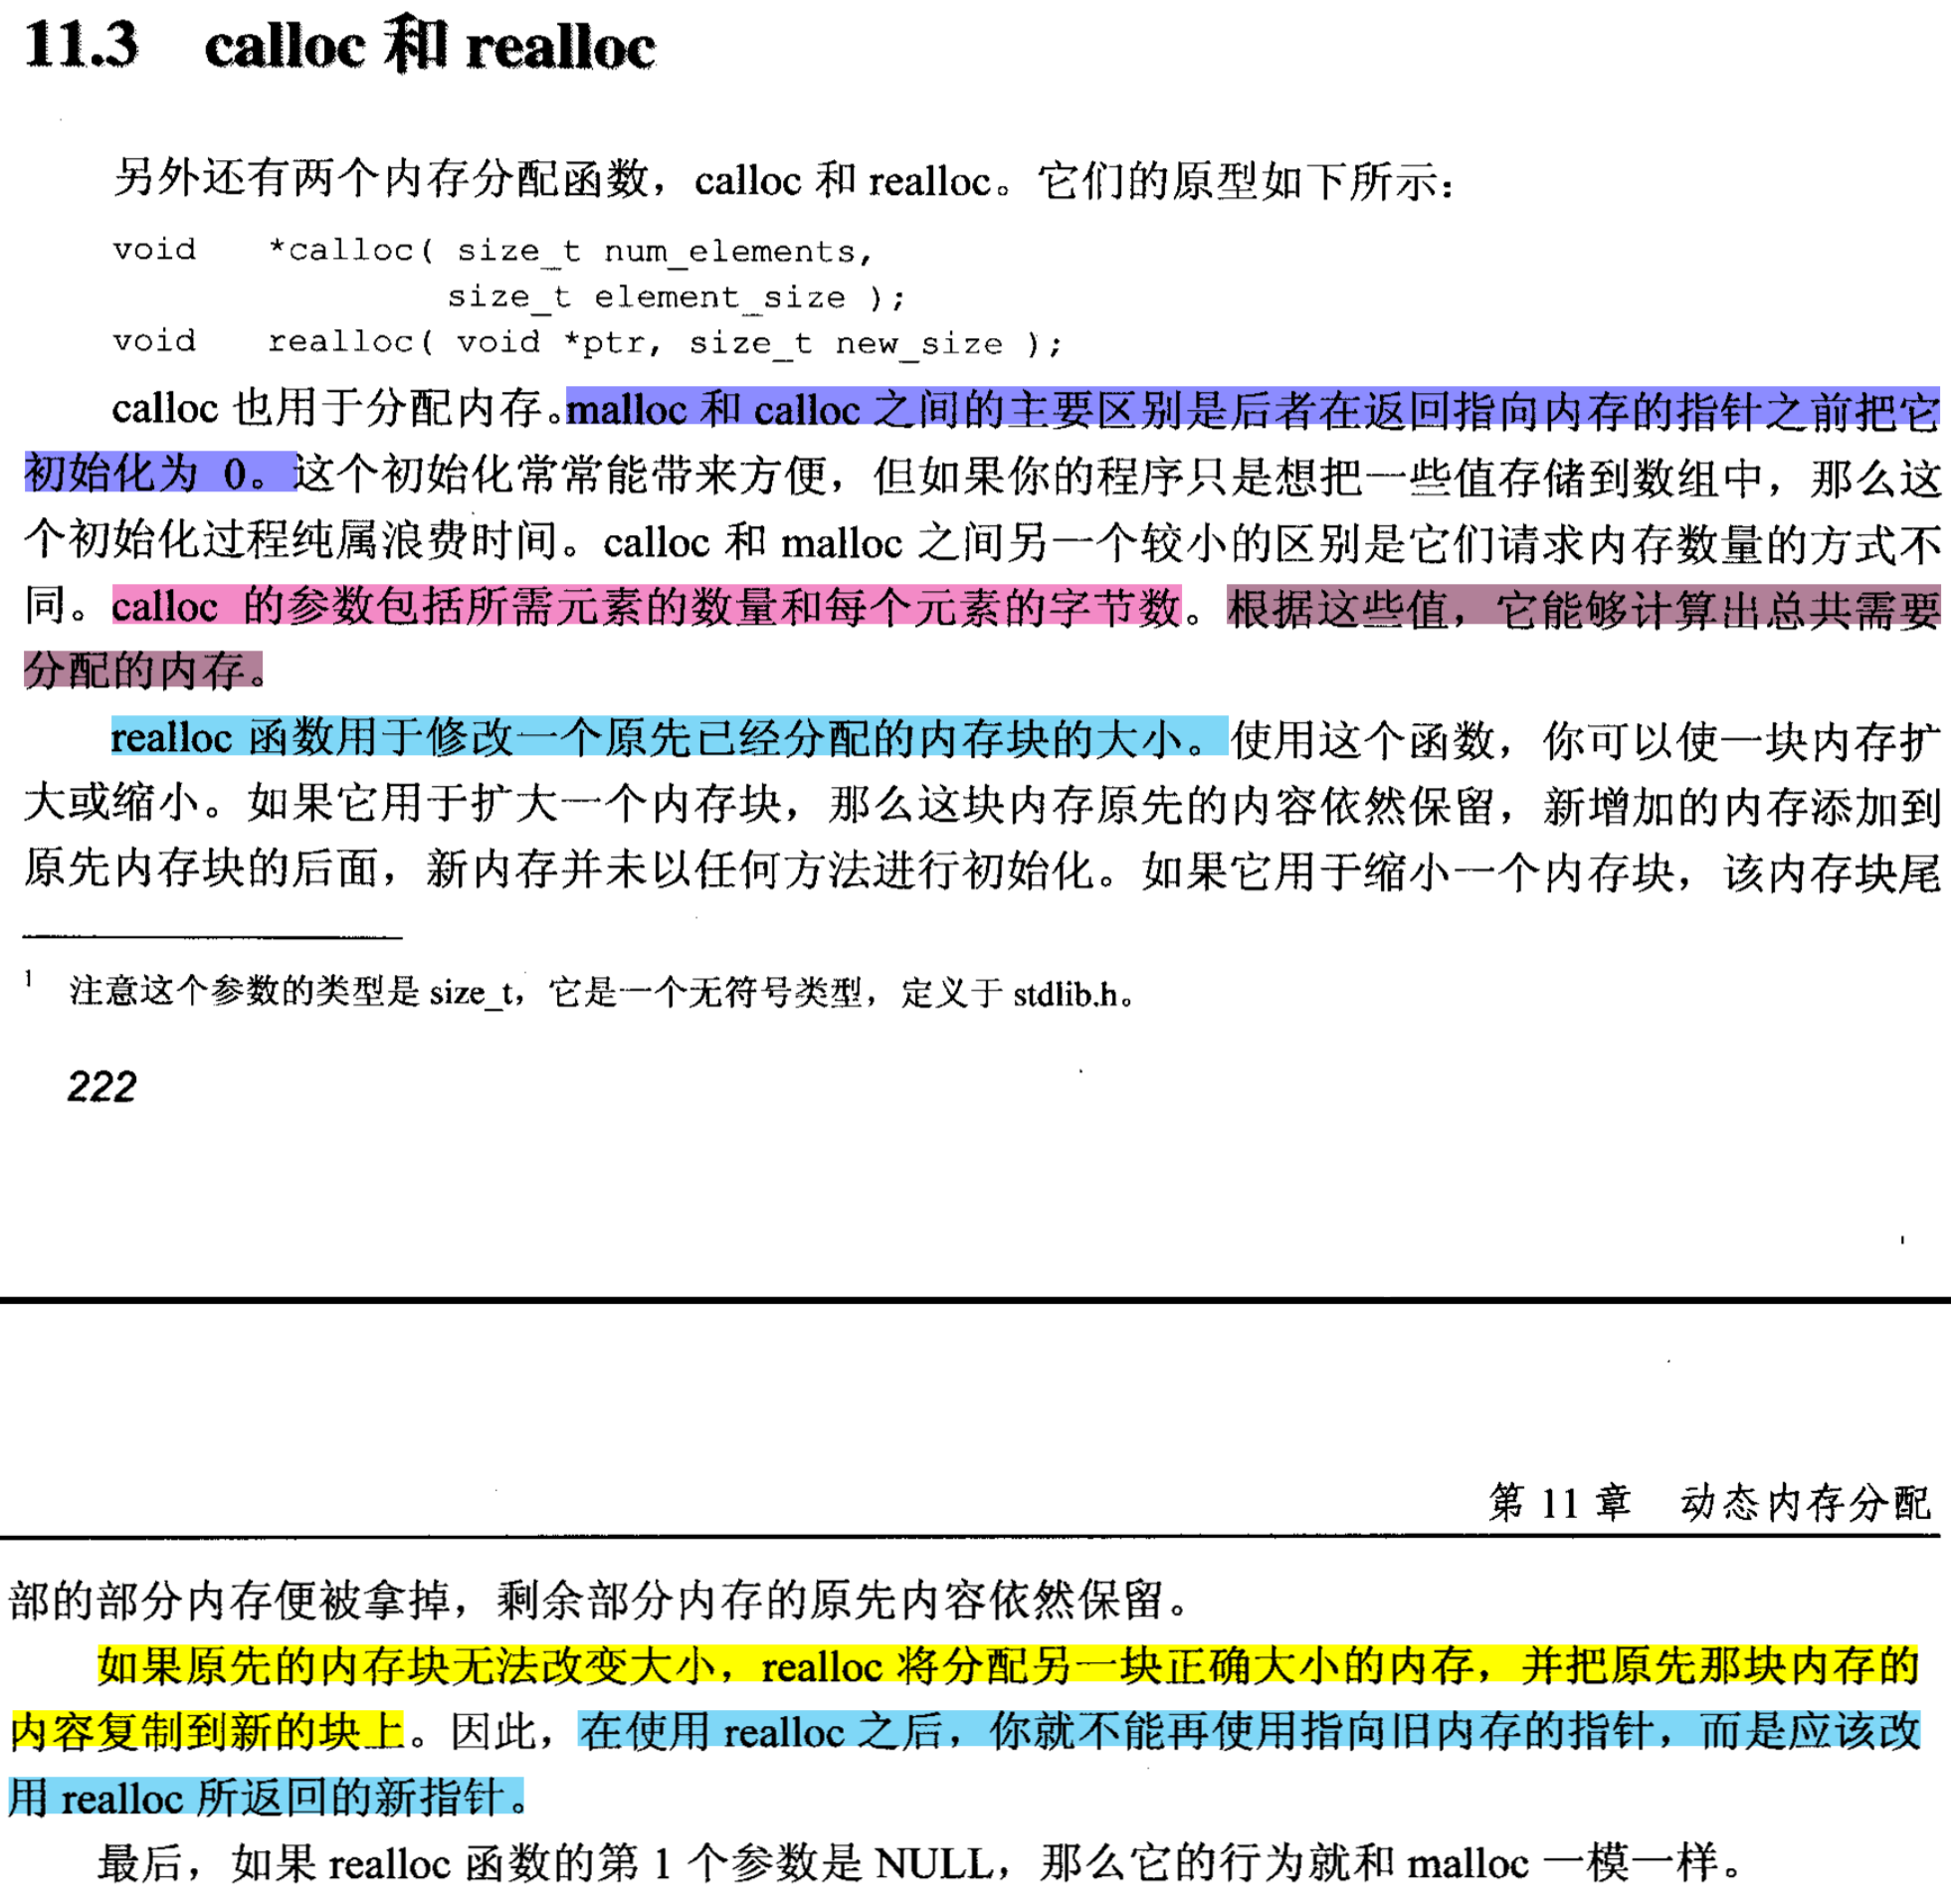 11.3 calloc 和 realloc
另外还有两个内存分配函数，calloc 和 realloc。它们的原型如下所示：
void *calloc( size_t num_elements,
size_t element_size );
void realloc( void *ptr, size_t new_size );
calloc 也用于分配内存。malloc 和 calloc 之间的主要区别是后者在返回指向内存的指针之前把它
初始化为 0。这个初始化常常能带来方便，但如果你的程序只是想把一些值存储到数组中，那么这
个初始化过程纯属浪费时间。calloc 和 malloc 之间另一个较小的区别是它们请求内存数量的方式不
同。calloc 的参数包括所需元素的数量和每个元素的字节数。根据这些值，它能够计算出总共需要
分配的内存。
realloc 函数用于修改一个原先已经分配的内存块的大小。使用这个函数，你可以使一块内存扩
大或缩小。如果它用于扩大一个内存块，那么这块内存原先的内容依然保留，新增加的内存添加到
原先内存块的后面，新内存并未以任何方法进行初始化。如果它用于缩小一个内存块，该内存块尾
1 注意这个参数的类型是 size_t，它是一个无符号类型，定义于 stdlib.h。
222
第 11 章 动态内存分配
部的部分内存便被拿掉，剩余部分内存的原先内容依然保留。
如果原先的内存块无法改变大小，realloc 将分配另一块正确大小的内存，并把原先那块内存的
内容复制到新的块上。因此，在使用 realloc 之后，你就不能再使用指向旧内存的指针，而是应该改
用 realloc 所返回的新指针。
最后，如果 realloc 函数的第 1 个参数是 NULL，那么它的行为就和 malloc 一模一样。